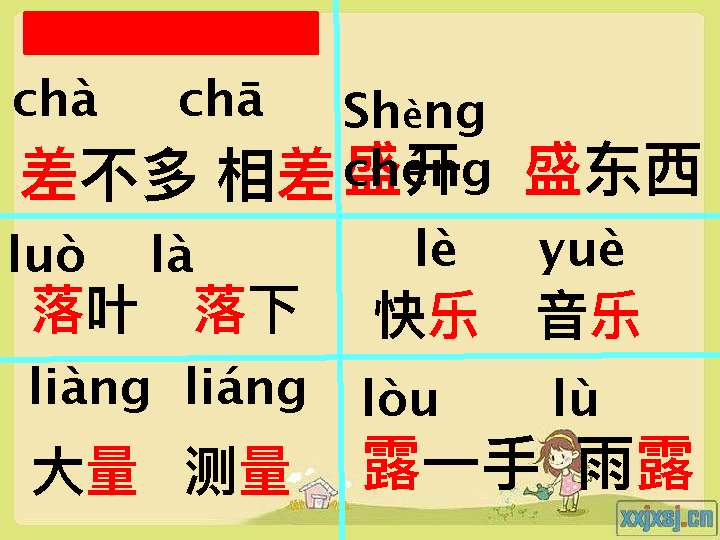 chà chā
差不多 相差
Shèng
chéng
盛开 盛东西
luò là
落叶 落下
lè yuè
快乐 音乐
liàng liáng
大量 测量
lòu lù
露一手 雨露
xxjxsj.cn